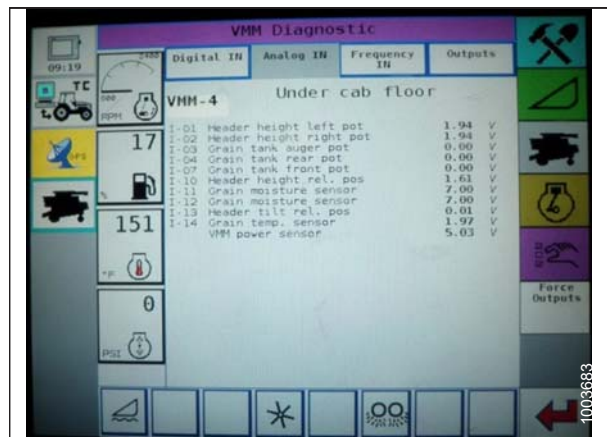 VMM Diagnostic
09:19
2400
Digital IN
Analog IN
Frequency IN
Outputs
TC
PPM
VMM-4
Under cab floor
I-01 Header height left pot 1.94 V
I-02 Header height right pot 1.94 V
I-03 Grain tank auger pot 0.00 V
I-04 Grain tank rear pot 0.00 V
I-07 Grain tank front pot 0.00 V
I-10 Header height rel. pos 1.61 V
I-11 Grain moisture sensor 7.00 V
I-12 Grain moisture sensor 7.00 V
I-13 Header tilt rel. pos 0.01 V
I-14 Grain temp. sensor 1.97 V
VMM power sensor 5.03 V
GPS
17
151
°F
0
PSI
Force
Outputs
1003683